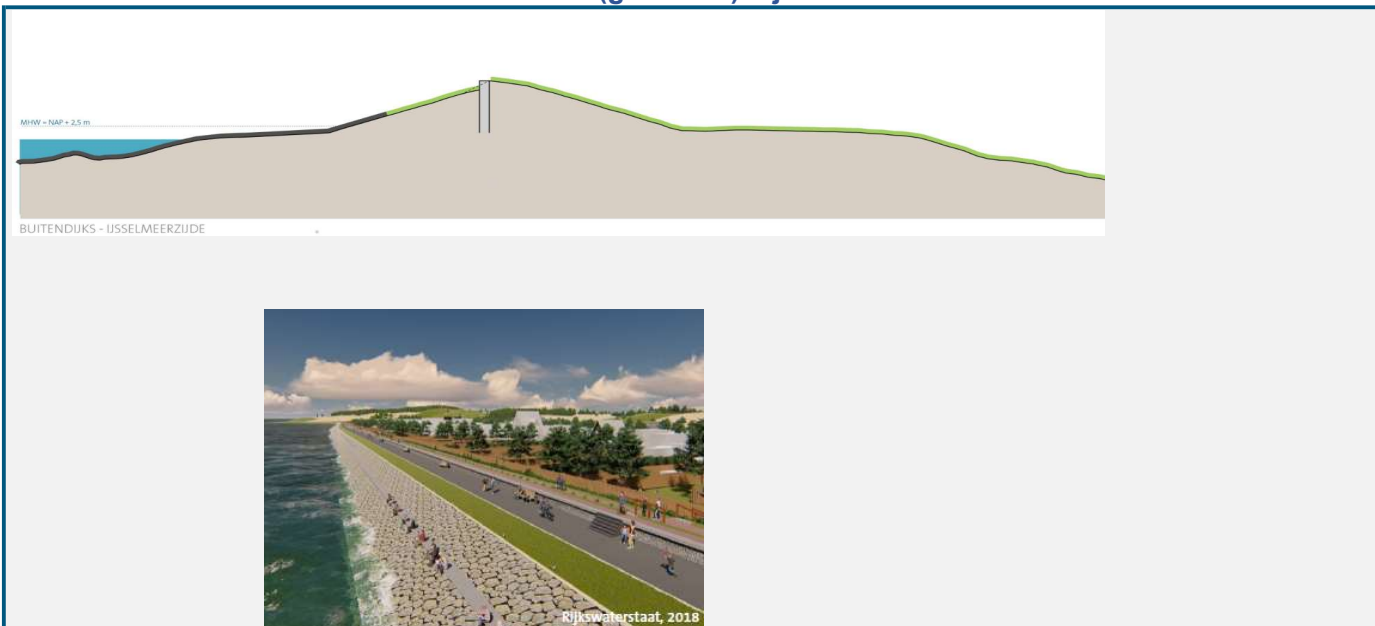 MHW = NAP + 2,5 m
BUITENDIJKS - IJSSELMEERZIJDE
Rijkswaterstaat, 2018